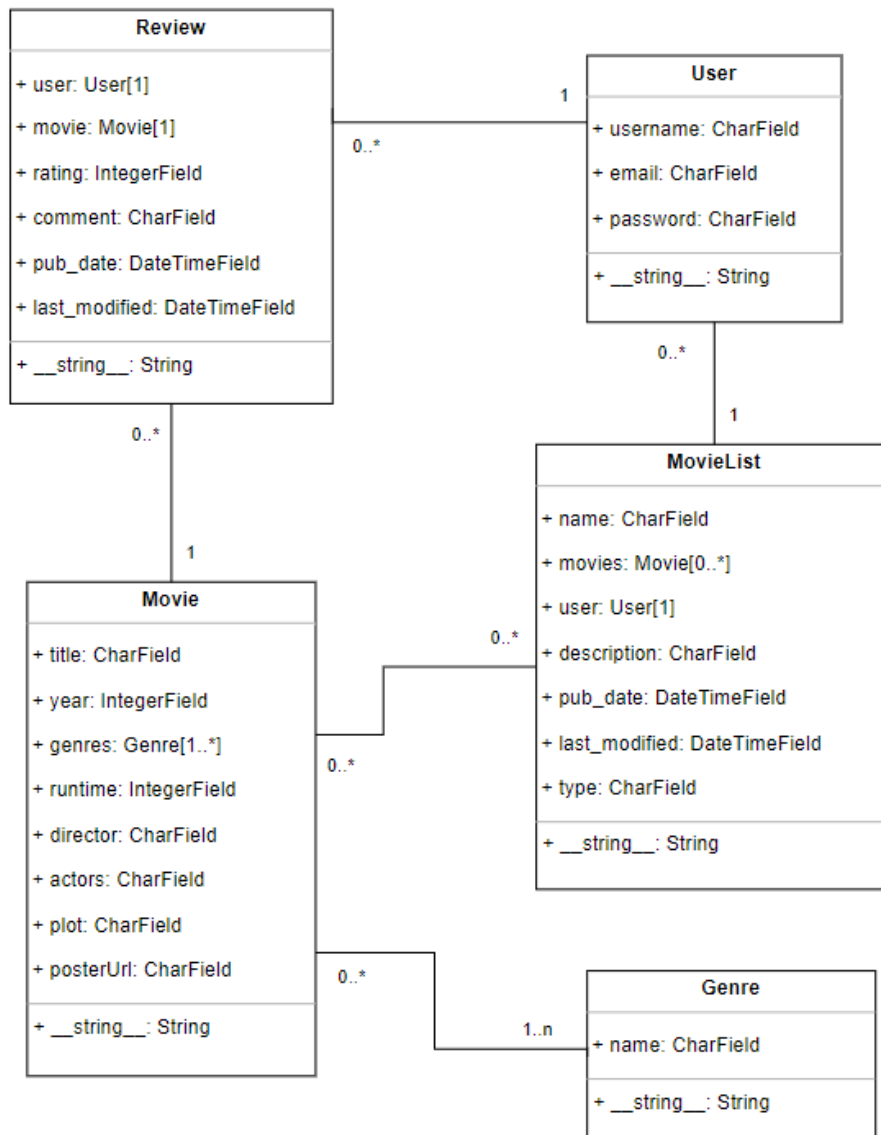 Review
+ user: User[1]
+ movie: Movie[1]
+ rating: IntegerField
+ comment: CharField
+ pub_date: DateTimeField
+ last_modified: DateTimeField
+ __string__: String
1
0..*
User
+ username: CharField
+ email: CharField
+ password: CharField
+ __string__: String
0..*
1
0..*
1
MovieList
+ name: CharField
+ movies: Movie[0..*]
+ user: User[1]
+ description: CharField
+ pub_date: DateTimeField
+ last_modified: DateTimeField
+ type: CharField
+ __string__: String
Movie
+ title: CharField
+ year: IntegerField
+ genres: Genre[1..*]
+ runtime: IntegerField
+ director: CharField
+ actors: CharField
+ plot: CharField
+ posterUrl: CharField
+ __string__: String
0..*
0..*
0..*
1..n
Genre
+ name: CharField
+ __string__: String